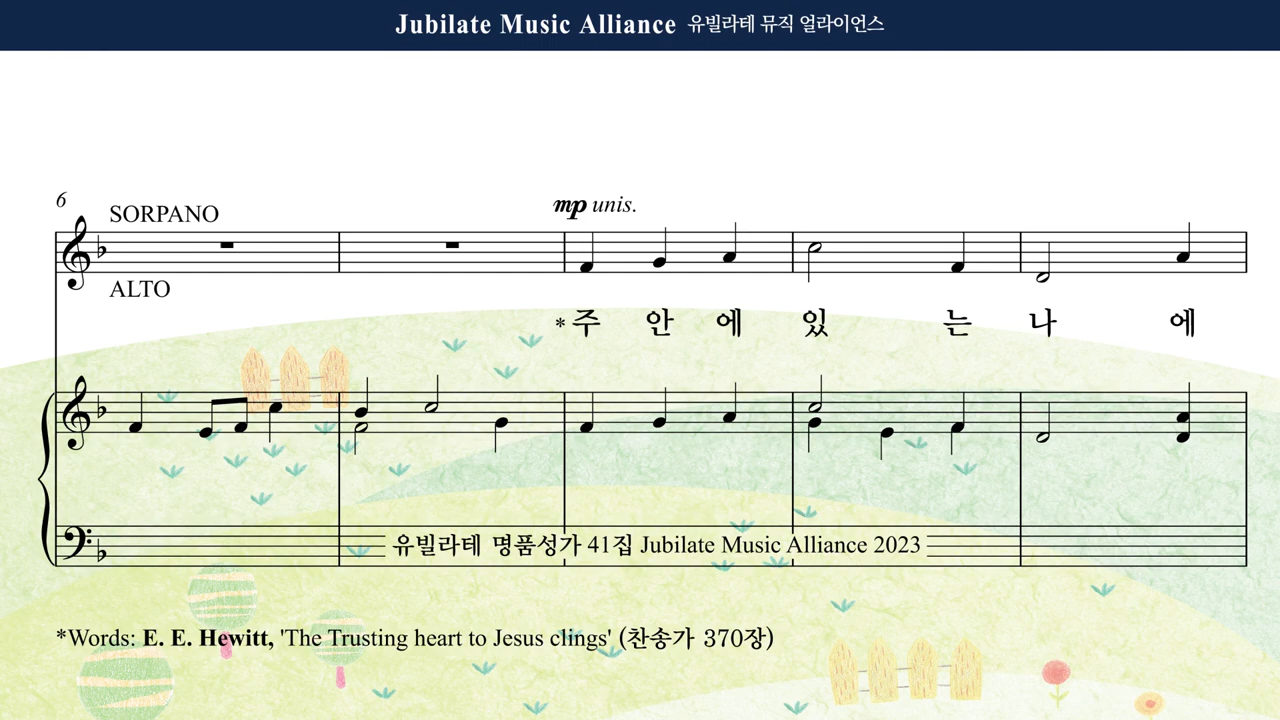 Jubilate Music Alliance 유빌라테 뮤직 얼라이언스
6
SORPANO
mp unis.
ALTO
*주 안 에 있 는 나 에
유빌라테 명품성가 41집 Jubilate Music Alliance 2023
*Words: E. E. Hewitt, 'The Trusting heart to Jesus clings' (찬송가 370장)